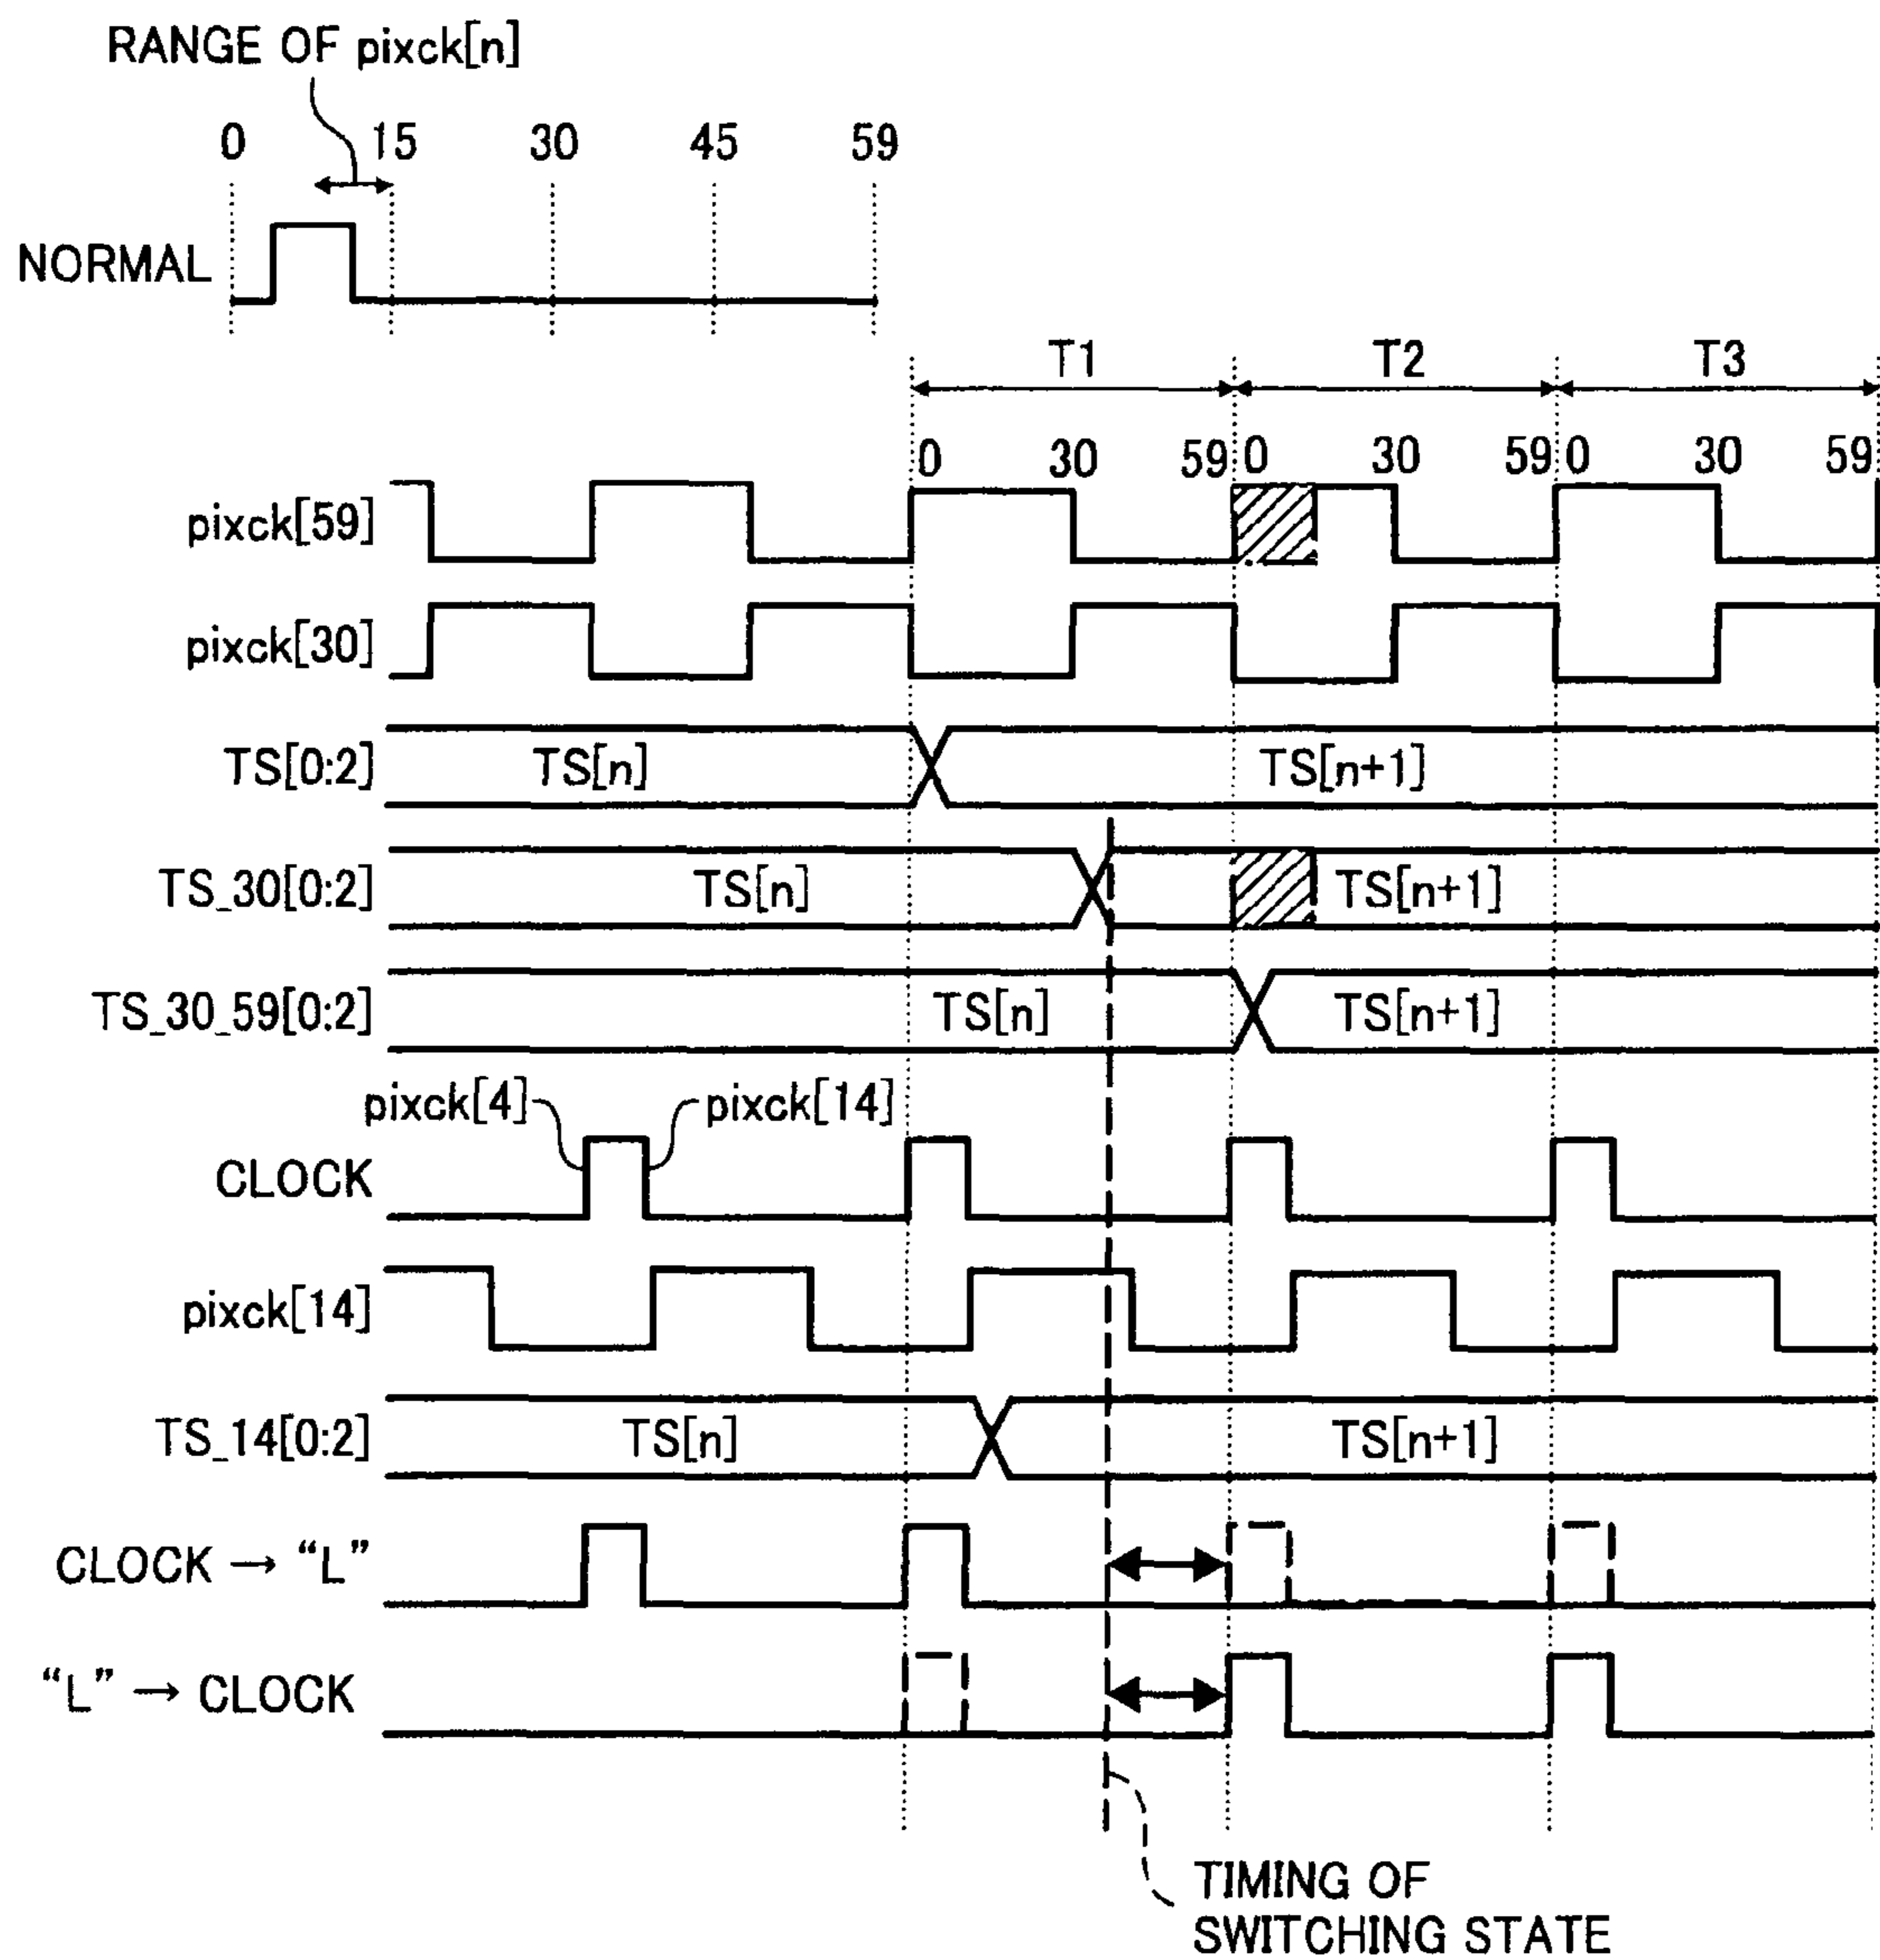 RANGE OF pixck[n]
0 15 30 45 59
NORMAL
T1 T2 T3
0 30 59 0 30 59 0 30 59
pixck[59]
pixck[30]
TS[0:2] TS[n] TS[n+1]
TS_30[0:2] TS[n] TS[n+1]
TS_30_59[0:2] TS[n] TS[n+1]
pixck[4] pixck[14]
CLOCK
pixck[14]
TS_14[0:2] TS[n] TS[n+1]
CLOCK → “L”
“L” → CLOCK
TIMING OF
SWITCHING STATE